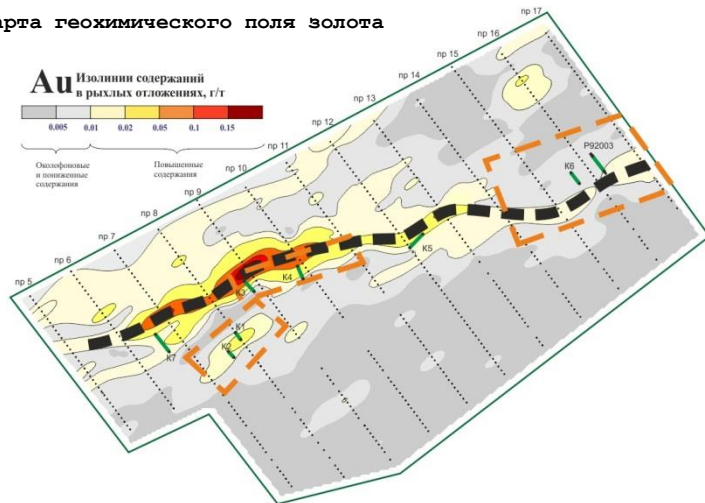 арта геохимического поля золота
Au Изолинии содержаний
в рыхлых отложениях, г/т
0.005 0.01 0.02 0.05 0.1 0.15
Околофоновые
и пониженные
содержания
Повышенные
содержания
пр 5
пр 6
пр 7
пр 8
пр 9
пр 10
пр 11
пр 12
пр 13
пр 14
пр 15
пр 16
пр 17
Р92003
К6
К5
К4
К3
К1
К2
К7